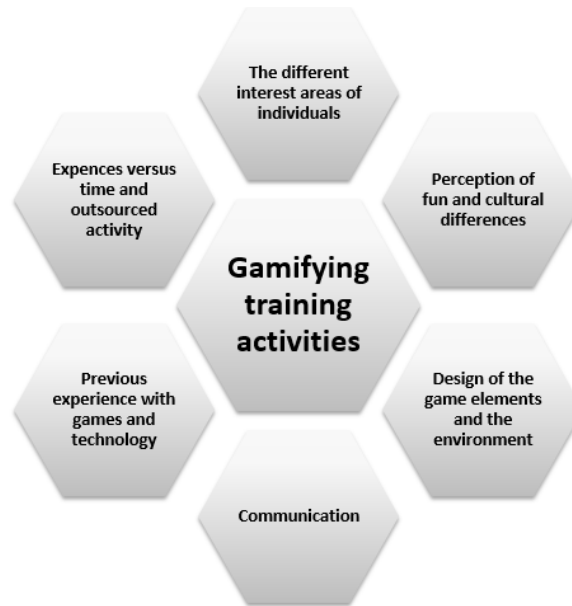 The different
interest areas of
individuals
Expences versus
time and
outsourced
activity
Perception of
fun and cultural
differences
Gamifying
training
activities
Previous
experience with
games and
technology
Design of the
game elements
and the
environment
Communication